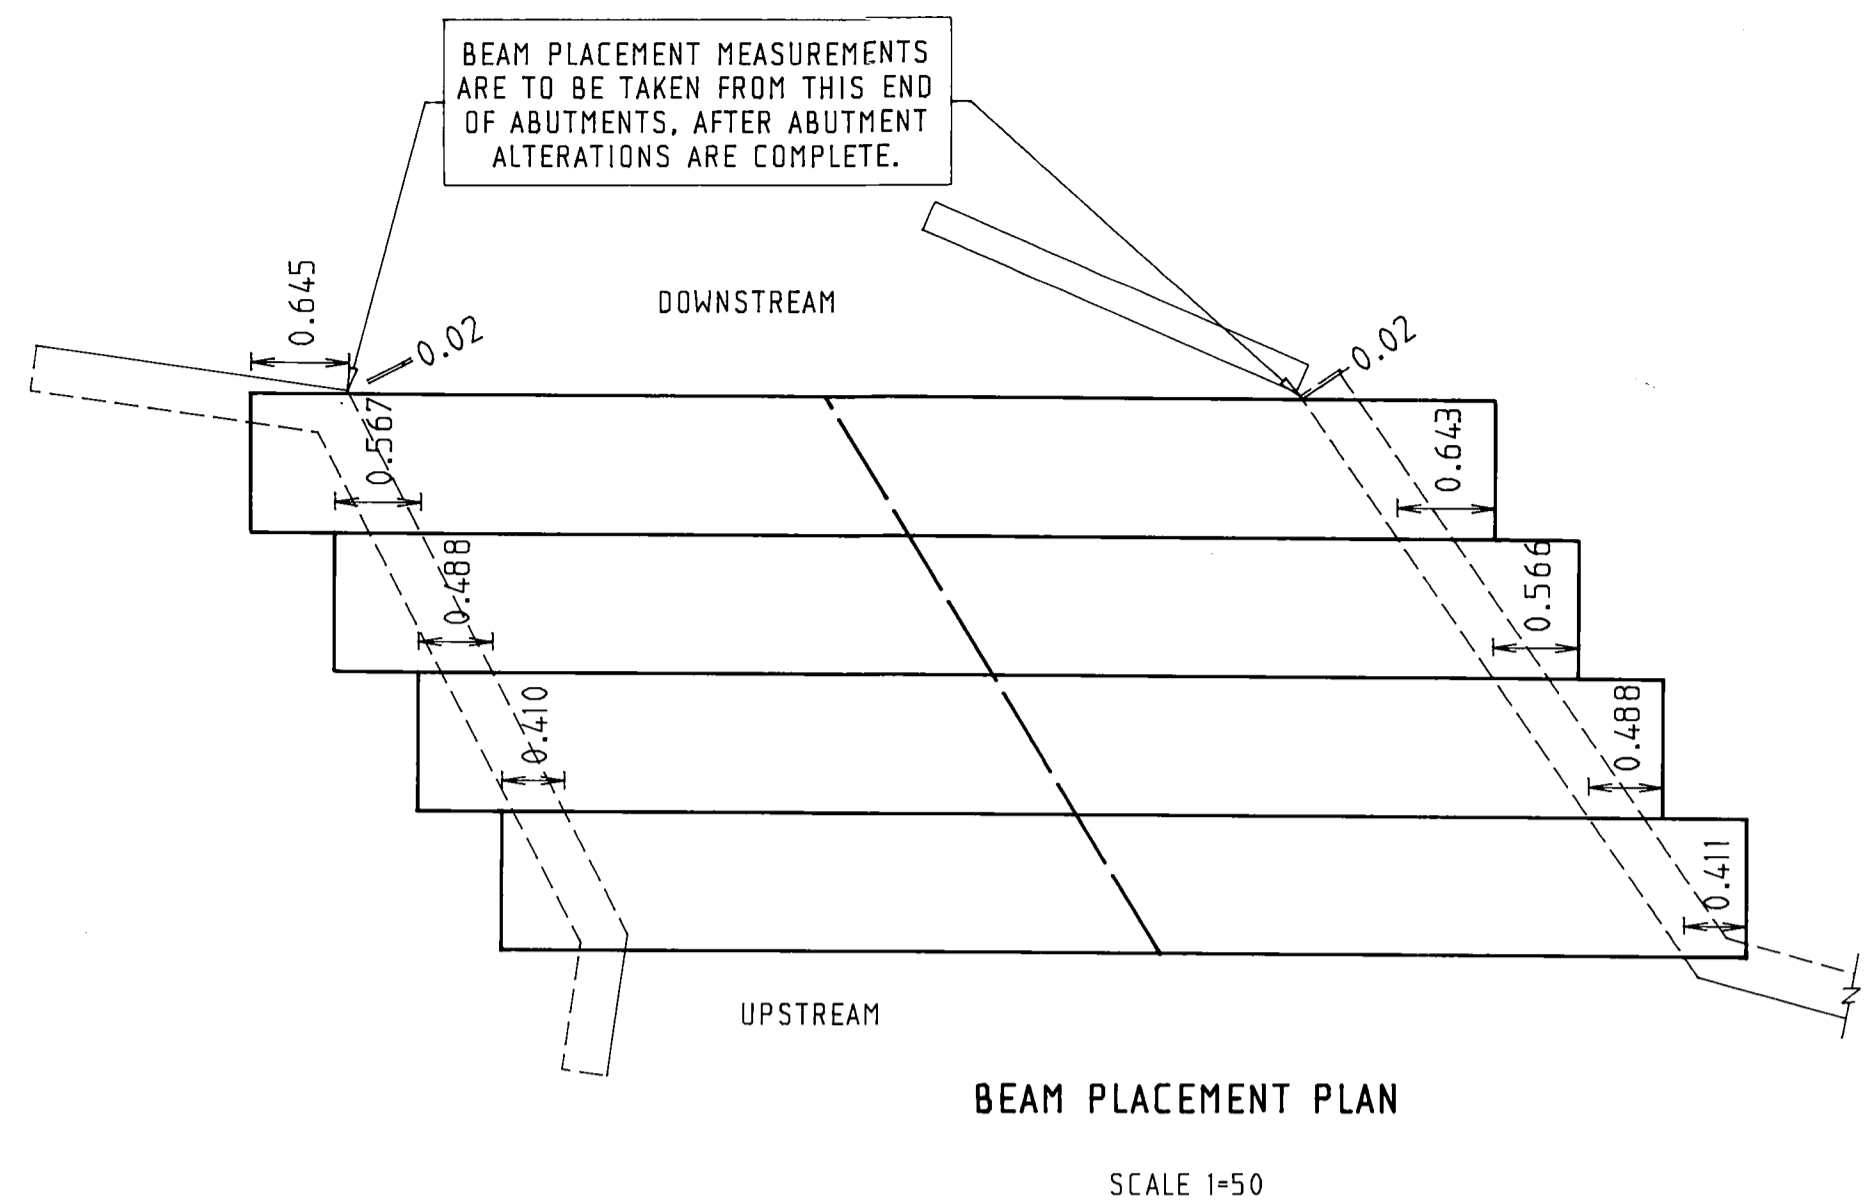 BEAM PLACEMENT MEASUREMENTS
ARE TO BE TAKEN FROM THIS END
OF ABUTMENTS, AFTER ABUTMENT
ALTERATIONS ARE COMPLETE.
DOWNSTREAM
0.645
0.02
0.02
0.567
0.643
0.488
0.566
0.410
0.488
0.411
N
UPSTREAM
BEAM PLACEMENT PLAN
SCALE 1=50